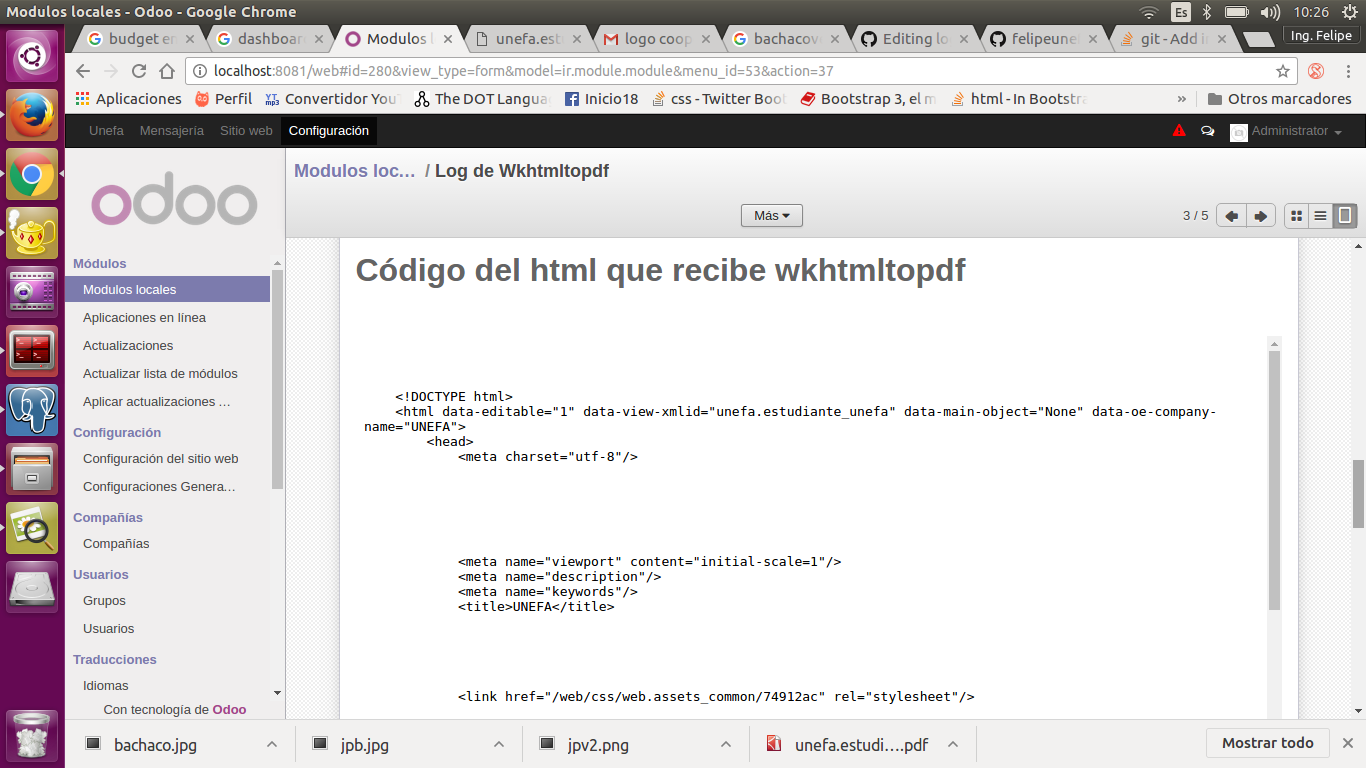 Modulos locales - Odoo - Google Chrome
Es
10:26
budget en
dashboar
Modulos l
unefa.est
logo coop
bachacov
Editing lo
felipeune
git - Add i
Ing. Felipe
localhost:8081/web#id=280&view_type=form&model=ir.module.module&menu_id=53&action=37
Aplicaciones
Perfil
YT mp3
Convertidor You
The DOT Langua
Inicio18
css - Twitter Boot
Bootstrap 3, el m
html - In Bootstra
»
Otros marcadores
Unefa
Mensajería
Sitio web
Configuración
Administrator
odoo
Modulos loc… / Log de Wkhtmltopdf
Más
3 / 5
Módulos
Modulos locales
Aplicaciones en línea
Actualizaciones
Actualizar lista de módulos
Aplicar actualizaciones …
Configuración
Configuración del sitio web
Configuraciones Genera…
Compañías
Compañías
Usuarios
Grupos
Usuarios
Traducciones
Idiomas
Con tecnología de Odoo
Código del html que recibe wkhtmltopdf
<!DOCTYPE html>
<html data-editable="1" data-view-xmlid="unefa.estudiante_unefa" data-main-object="None" data-oe-company-
name="UNEFA">
<head>
<meta charset="utf-8"/>
<meta name="viewport" content="initial-scale=1"/>
<meta name="description"/>
<meta name="keywords"/>
<title>UNEFA</title>
<link href="/web/css/web.assets_common/74912ac" rel="stylesheet"/>
bachaco.jpg
jpb.jpg
jpv2.png
unefa.estudi....pdf
Mostrar todo